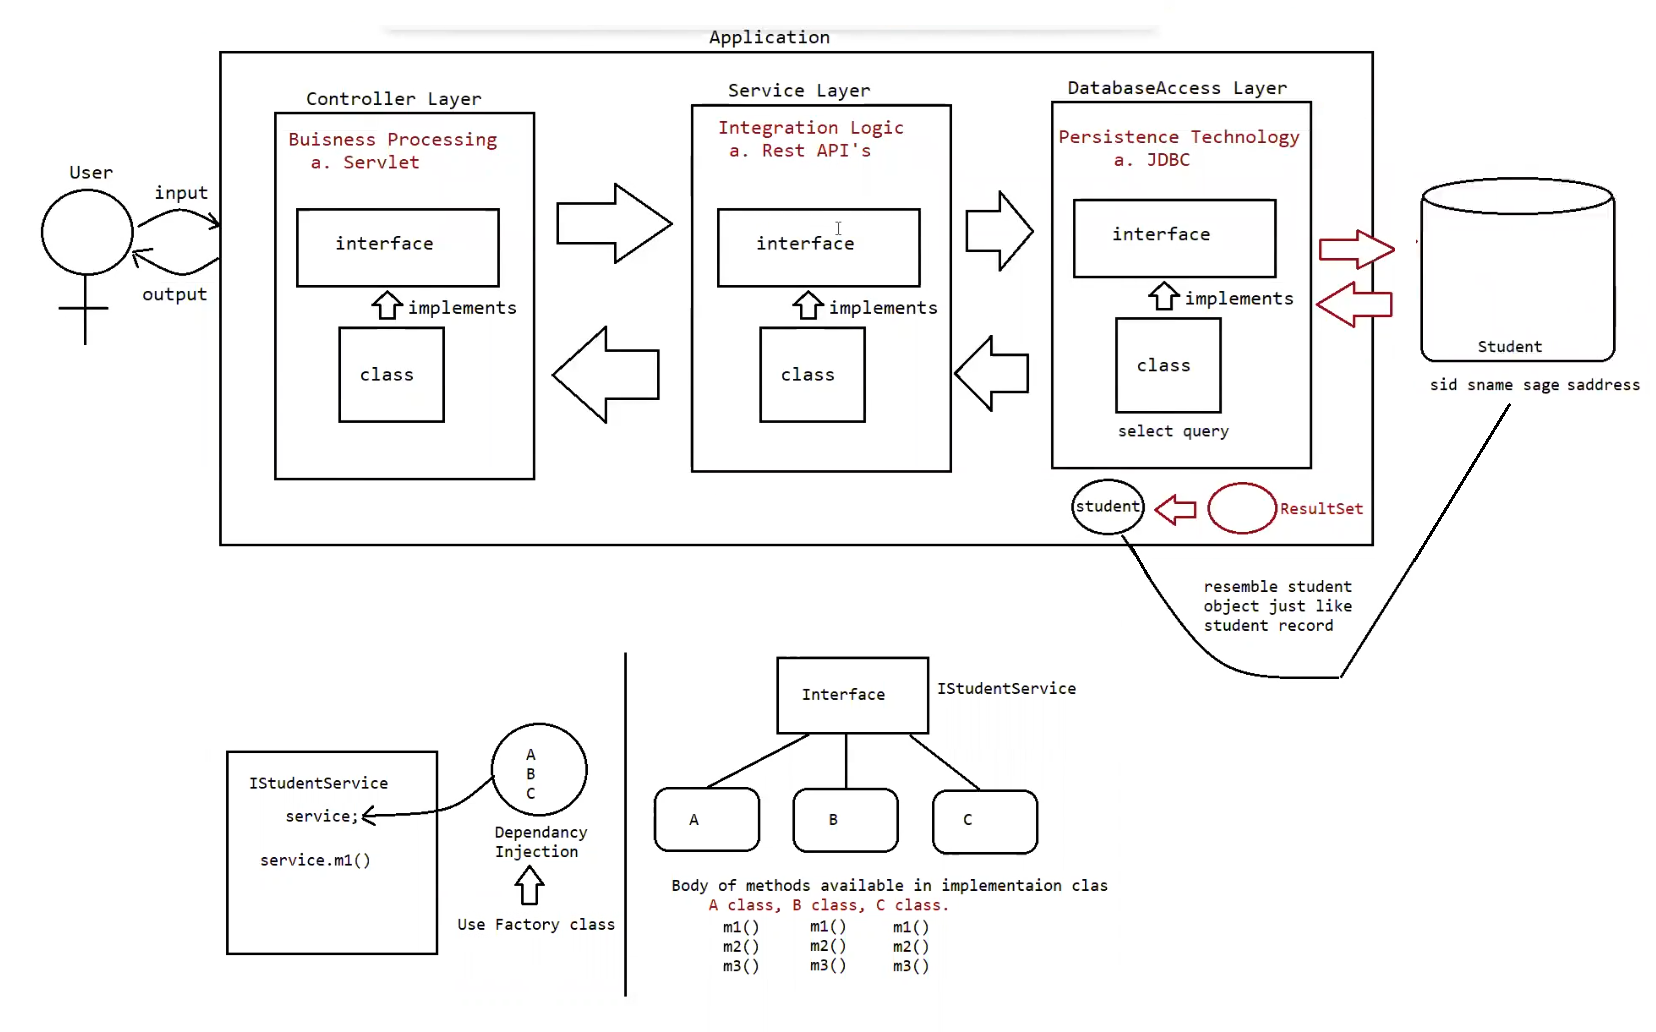 Application
Controller Layer
Buisness Processing
a. Servlet
interface
implements
class
Service Layer
Integration Logic
a. Rest API's
interface
implements
class
DatabaseAccess Layer
Persistence Technology
a. JDBC
interface
implements
class
select query
student
ResultSet
User
input
output
Student
sid sname sage saddress
resemble student
object just like
student record
IStudentService
service;
service.m1()
A
B
C
Dependancy
Injection
Use Factory class
Interface
IStudentService
A
B
C
Body of methods available in implementaion clas
A class, B class, C class.
m1() m1() m1()
m2() m2() m2()
m3() m3() m3()